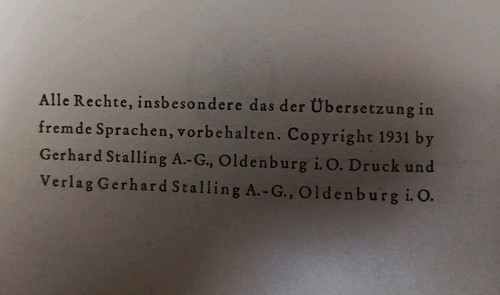 Alle Rechte, insbesondere das der Übersetzung in
fremde Sprachen, vorbehalten. Copyright 1931 by
Gerhard Stalling A.-G., Oldenburg i. O. Druck und
Verlag Gerhard Stalling A.-G., Oldenburg i. O.